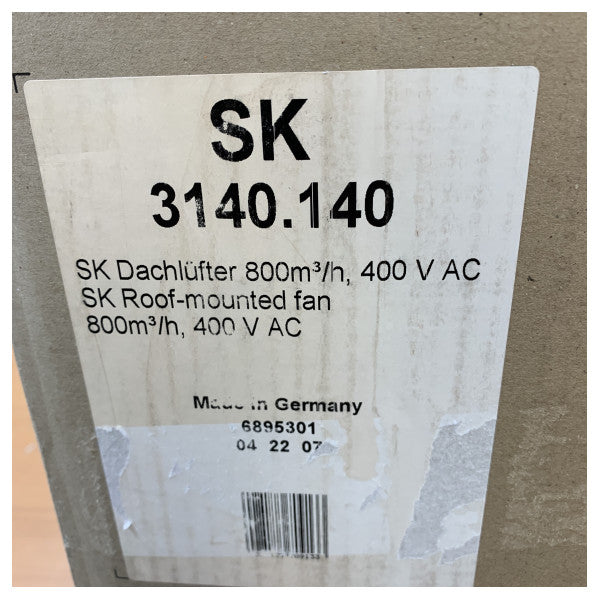 SK
3140.140
SK Dachlüfter 800m³/h, 400 V AC
SK Roof-mounted fan
800m³/h, 400 V AC
Made in Germany
6895301
04 22 07